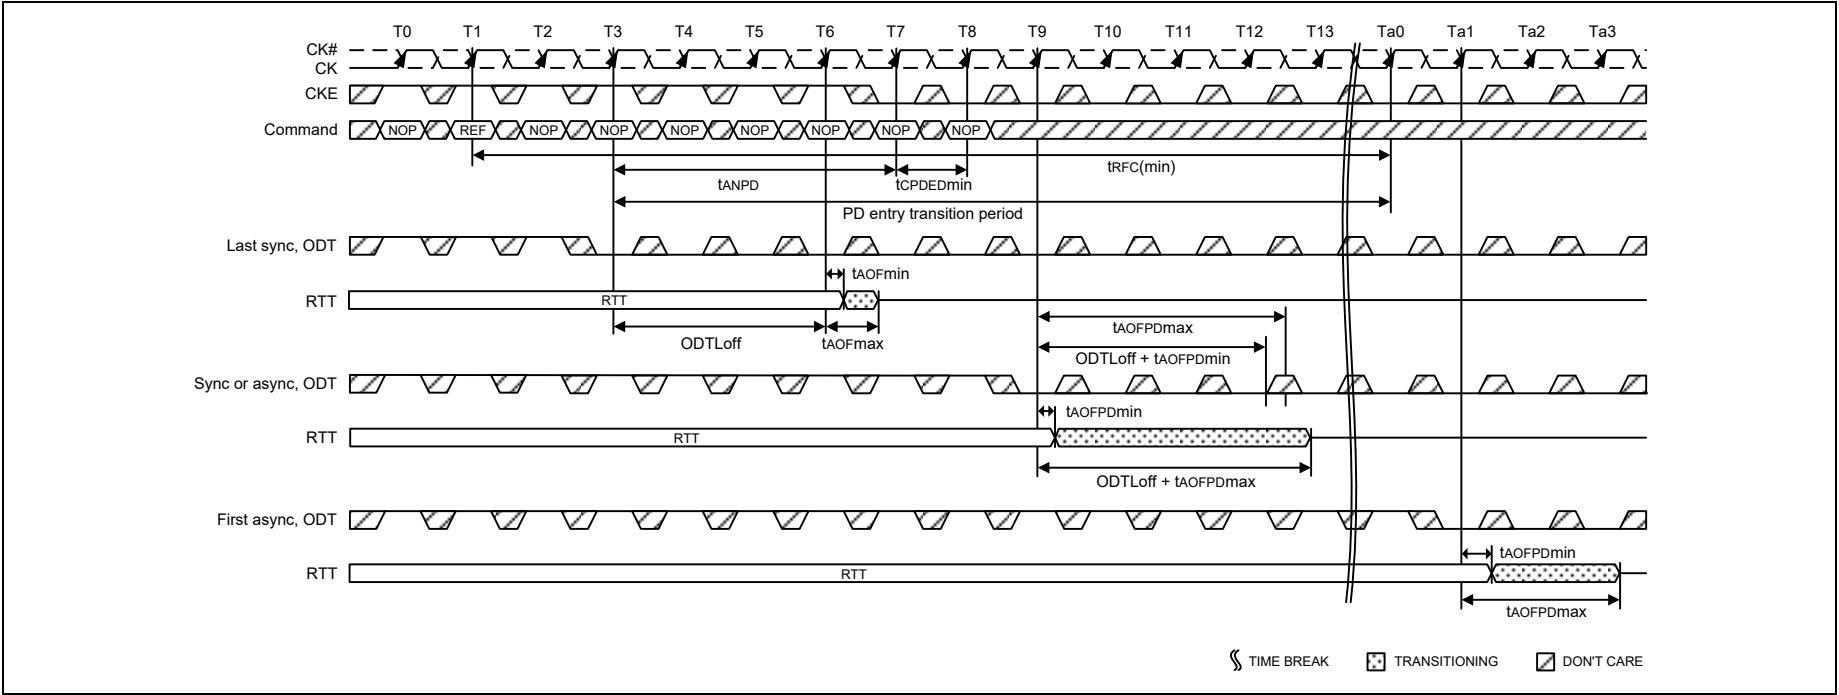 T0 T1 T2 T3 T4 T5 T6 T7 T8 T9 T10 T11 T12 T13 Ta0 Ta1 Ta2 Ta3
CK#
CK
CKE
Command NOP REF NOP NOP NOP NOP NOP NOP NOP
tRFC(min)
tANPD tCPDEDmin
PD entry transition period
Last sync, ODT
tAOFmin
RTT RTT
ODTLoff tAOFmax
tAOFPDmax
ODTLoff + tAOFPDmin
Sync or async, ODT
tAOFPDmin
RTT RTT
ODTLoff + tAOFPDmax
First async, ODT
tAOFPDmin
RTT RTT
tAOFPDmax
TIME BREAK TRANSITIONING DON'T CARE